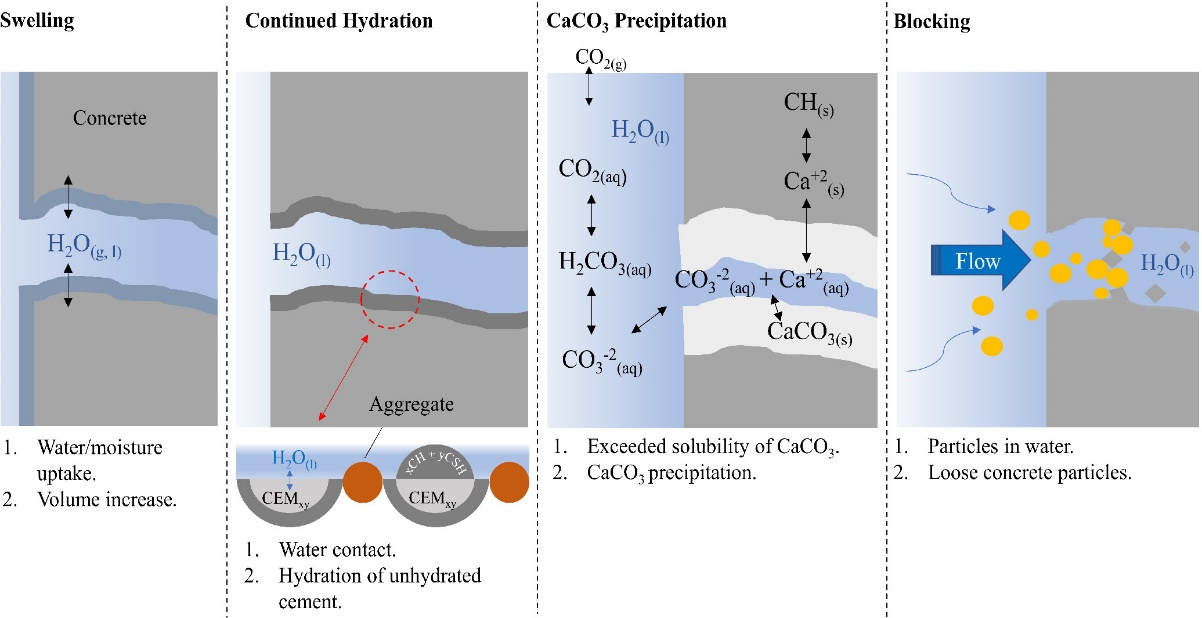 Swelling
Concrete
H₂O(g, l)
1. Water/moisture
uptake.
2. Volume increase.
Continued Hydration
H₂O(l)
Aggregate
H₂O(l)
CEMxy
xCH + yCSH
CEMxy
1. Water contact.
2. Hydration of unhydrated
cement.
CaCO₃ Precipitation
CO₂(g)
H₂O(l)
CO₂(aq)
H₂CO₃(aq)
CO₃⁻²(aq)
CH(s)
Ca⁺²(s)
CO₃⁻²(aq) + Ca⁺²(aq)
CaCO₃(s)
1. Exceeded solubility of CaCO₃.
2. CaCO₃ precipitation.
Blocking
Flow
H₂O(l)
1. Particles in water.
2. Loose concrete particles.